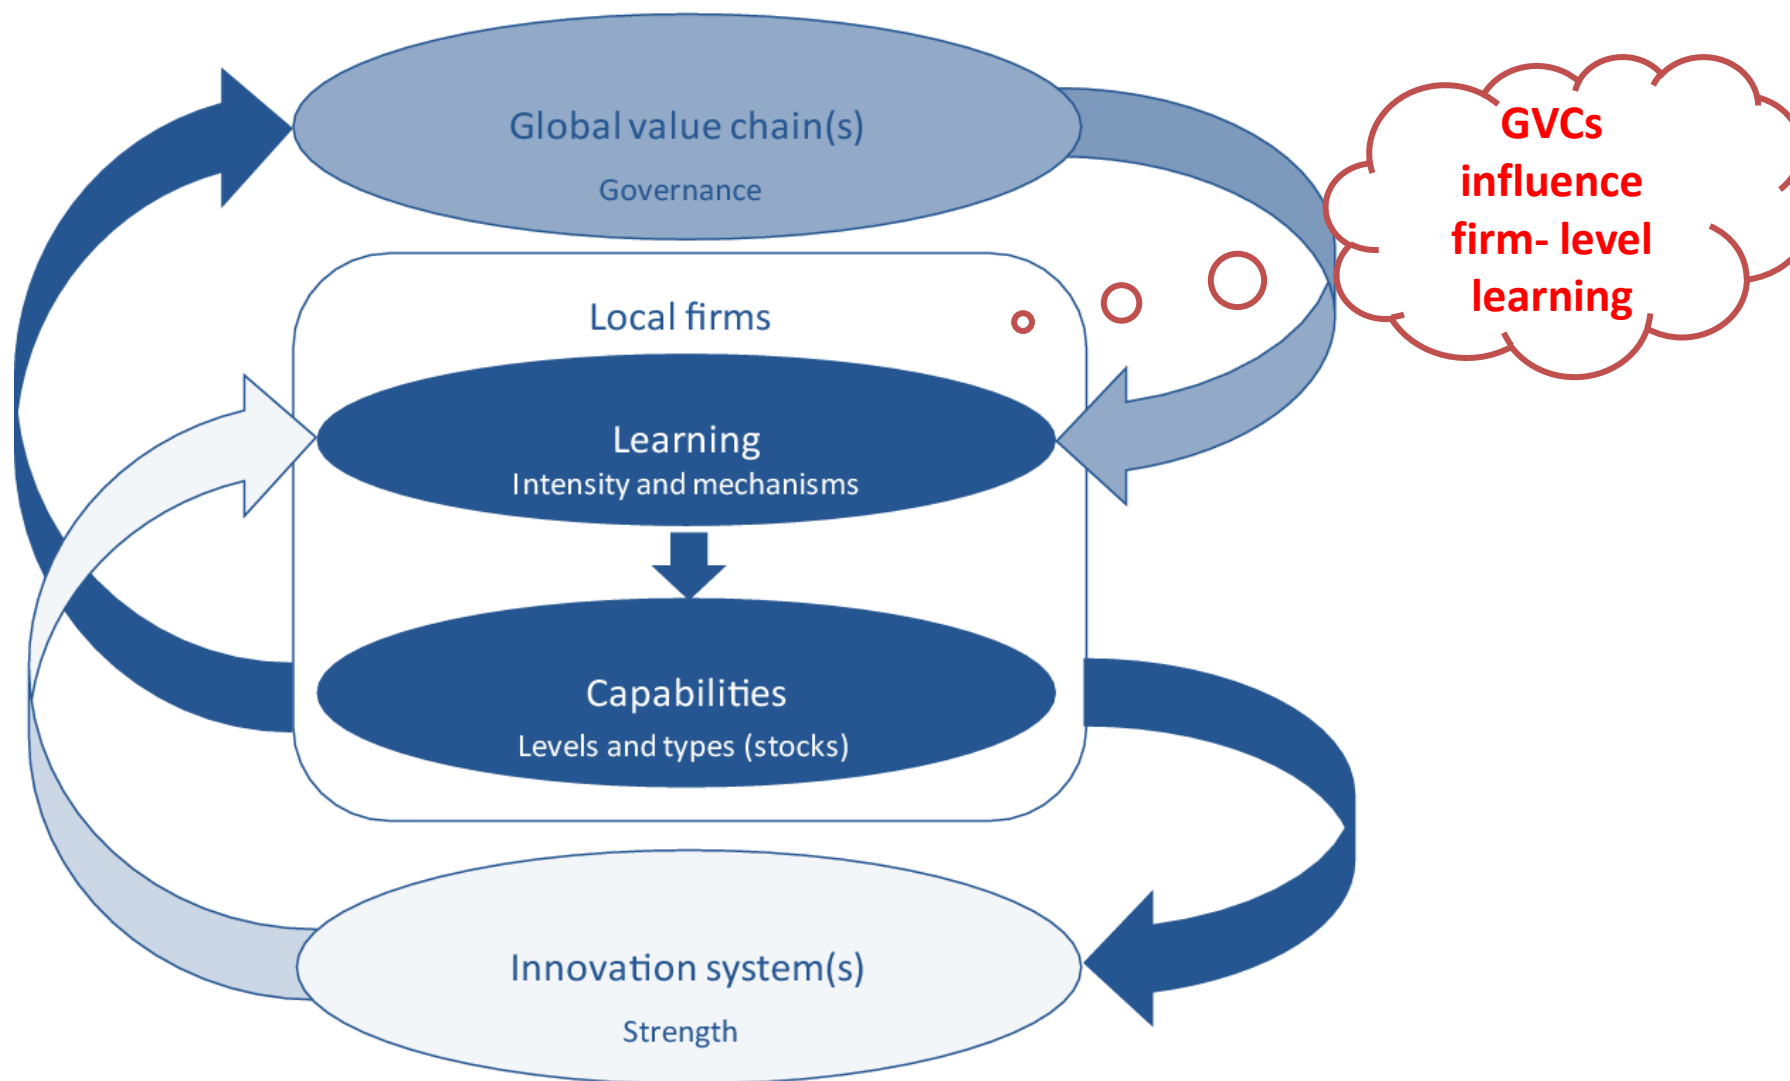 Global value chain(s)
Governance
GVCs
influence
firm- level
learning
Local firms
Learning
Intensity and mechanisms
Capabilities
Levels and types (stocks)
Innovation system(s)
Strength